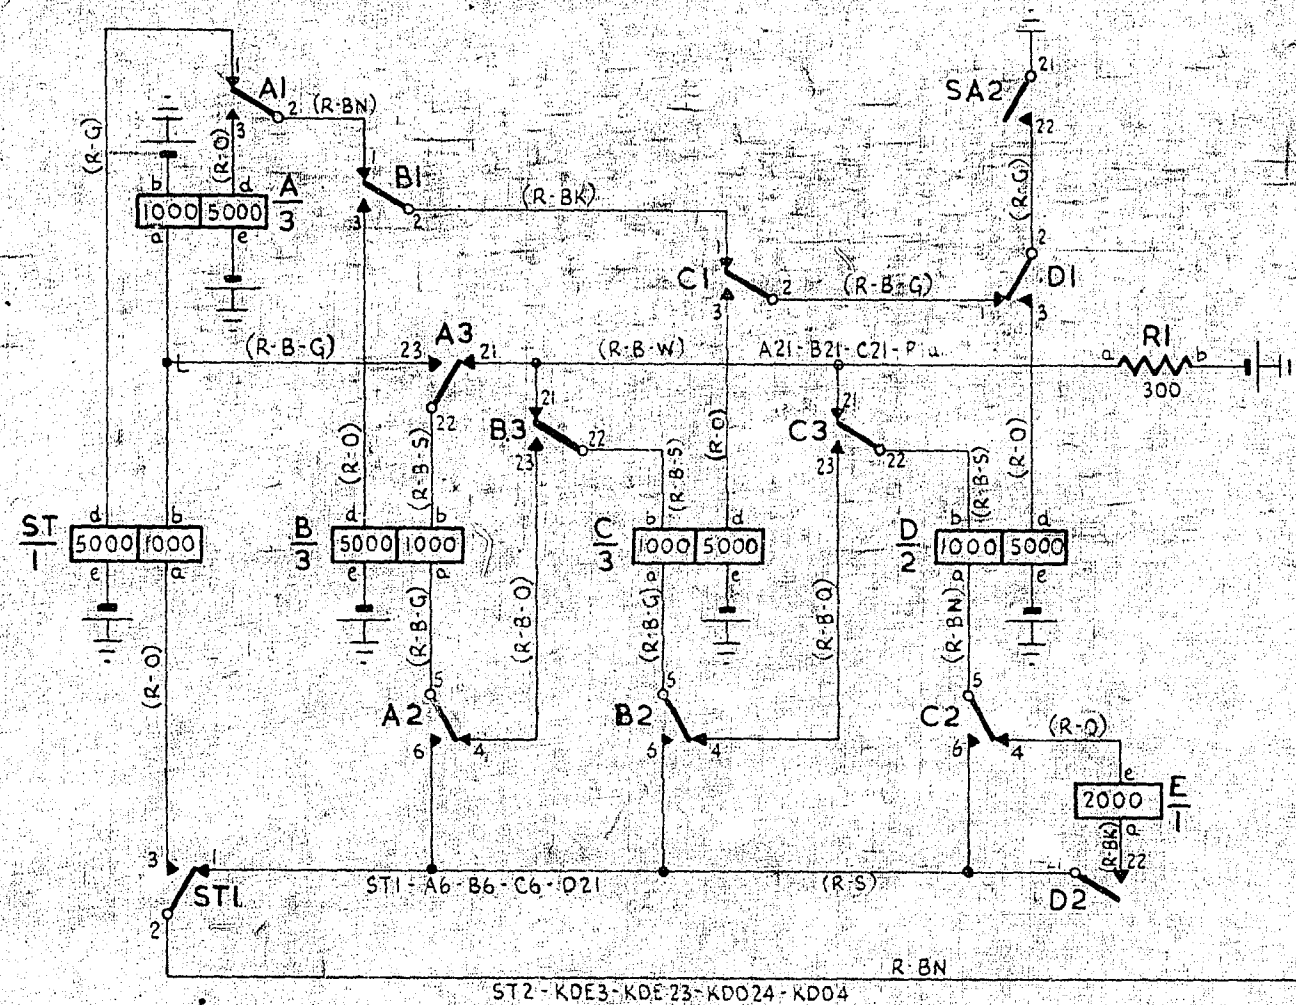 21
SA2
22
1
A1
2
(R-BN)
3
(R-G)
(R-O)
b
d
A
3
1000
5000
a
e
1
B1
3
2
(R-BK)
(R-G)
1
C1
2
3
(R-B-G)
2
D1
3
(R-B-G)
A3
23
21
22
(R-B-W)
A21-B21-C21-
R1
a
b
300
21
B3
22
23
21
C3
22
23
(R-O)
(R-B-S)
(R-B-S)
(R-O)
(R-B-S)
(R-O)
ST
1
d
b
5000
1000
e
a
B
3
d
b
5000
1000
e
a
C
3
b
d
1000
5000
a
e
D
2
b
d
1000
5000
a
e
(R-O)
(R-B-G)
(R-B-O)
(R-B-G)
(R-B-O)
(R-BN)
5
A2
6
4
5
B2
6
4
5
C2
6
4
(R-O)
e
2000
E
1
a
(R-BK)
22
21
D2
3
1
ST1
2
ST1-A6-B6-C6-D21
(R-S)
R-BN
ST2-KDE3-KDE23-KDO24-KDO4